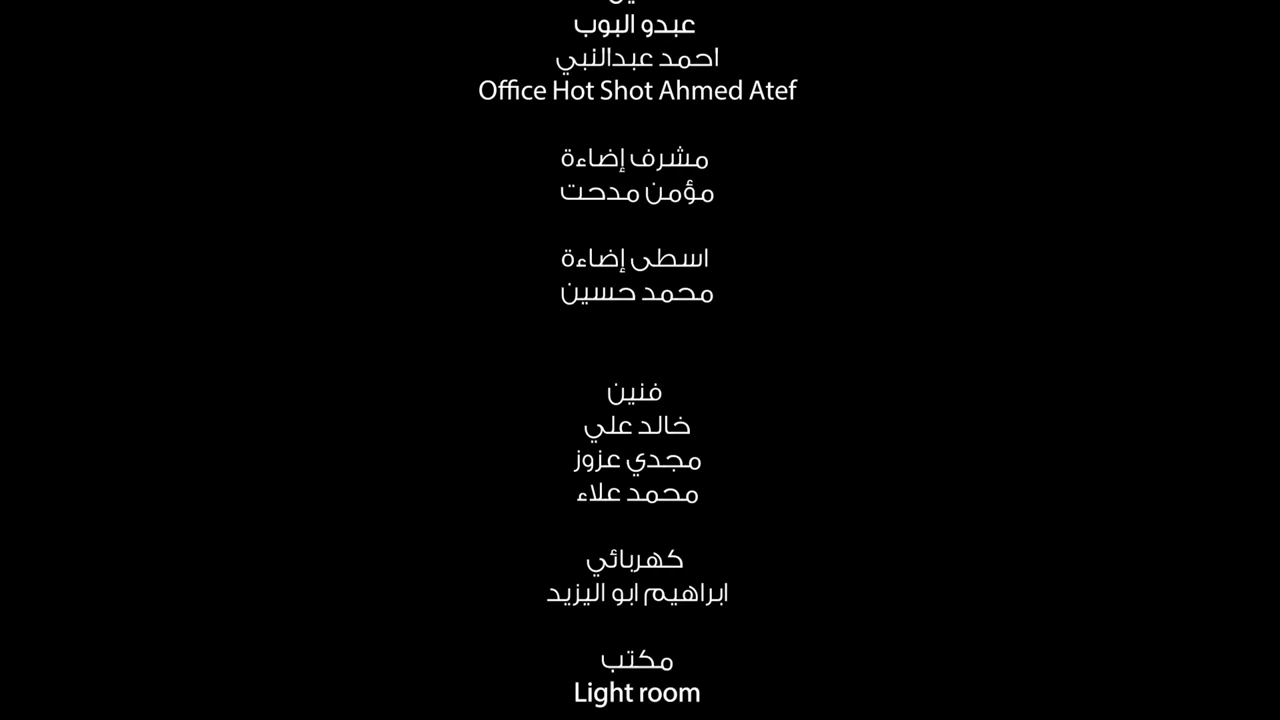 عبدو البوب
احمد عبدالنبي
Office Hot Shot Ahmed Atef
مشرف إضاءة
مؤمن مدحت
اسطى إضاءة
محمد حسين
فنين
خالد علي
مجدي عزوز
محمد علاء
كهربائي
ابراهيم ابو اليزيد
مكتب
Light room